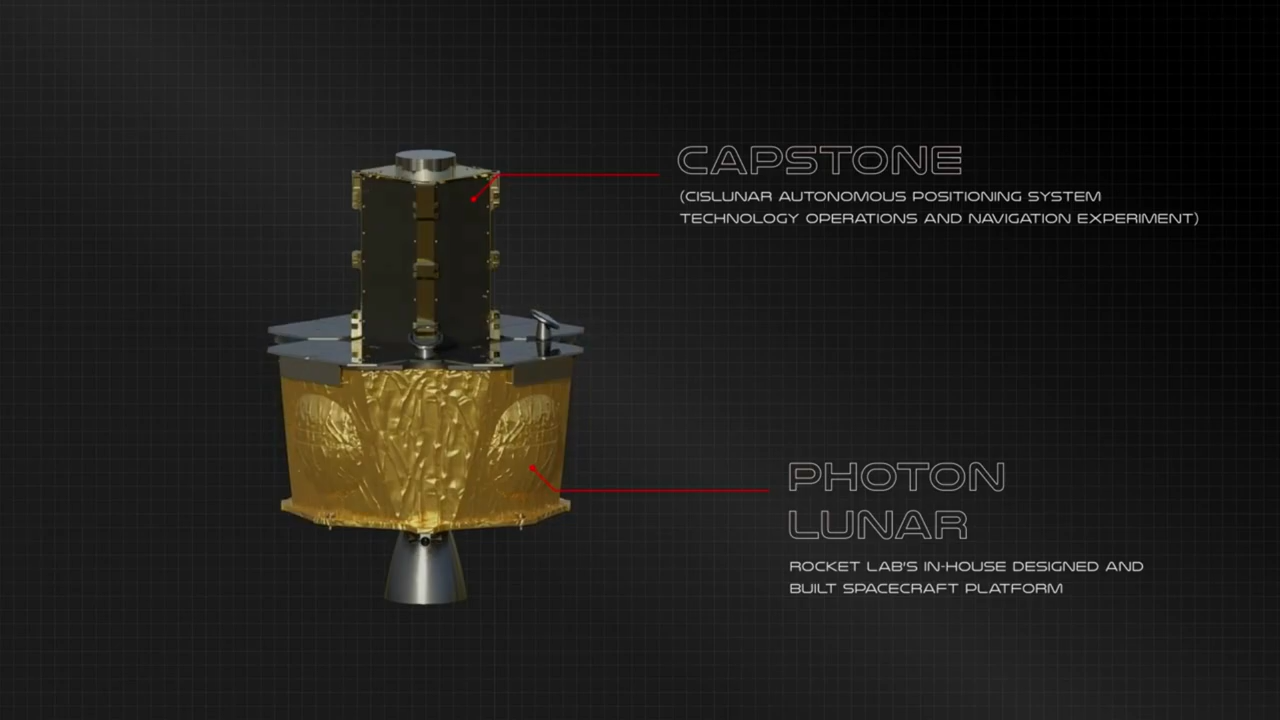 CAPSTONE
(CISLUNAR AUTONOMOUS POSITIONING SYSTEM
TECHNOLOGY OPERATIONS AND NAVIGATION EXPERIMENT)
PHOTON
LUNAR
ROCKET LAB'S IN-HOUSE DESIGNED AND
BUILT SPACECRAFT PLATFORM